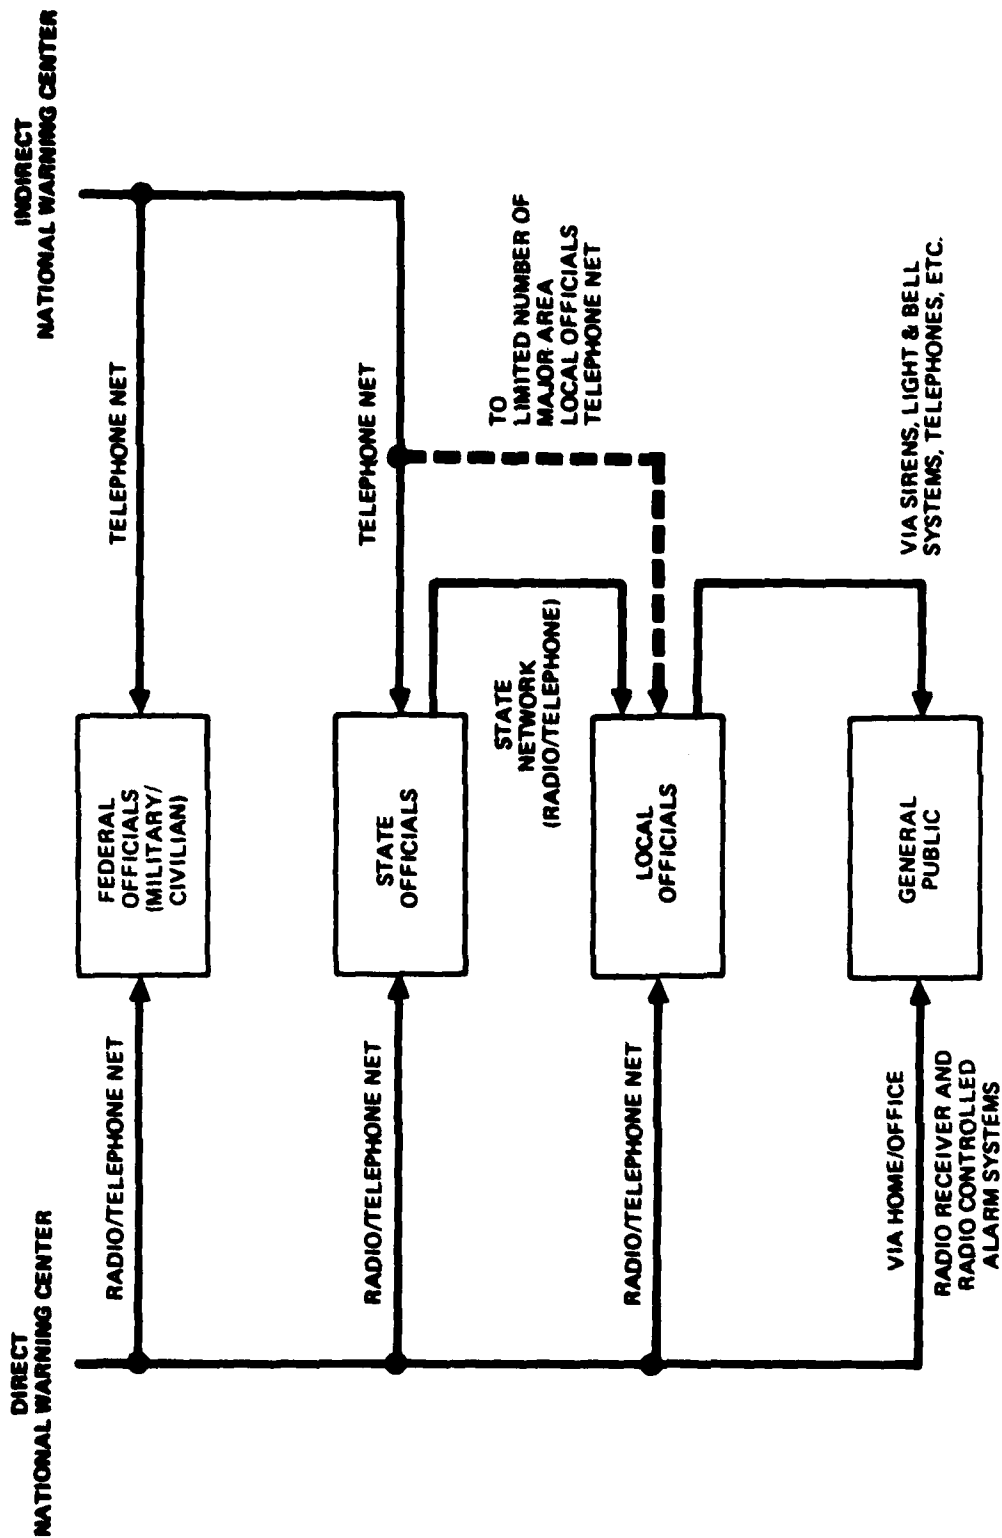 DIRECT
NATIONAL WARNING CENTER
INDIRECT
NATIONAL WARNING CENTER
RADIO/TELEPHONE NET
FEDERAL
OFFICIALS
(MILITARY/
CIVILIAN)
TELEPHONE NET
RADIO/TELEPHONE NET
STATE
OFFICIALS
TELEPHONE NET
STATE
NETWORK
(RADIO/TELEPHONE)
TO
LIMITED NUMBER OF
MAJOR AREA
LOCAL OFFICIALS
TELEPHONE NET
RADIO/TELEPHONE NET
LOCAL
OFFICIALS
VIA HOME/OFFICE
RADIO RECEIVER AND
RADIO CONTROLLED
ALARM SYSTEMS
GENERAL
PUBLIC
VIA SIRENS, LIGHT & BELL
SYSTEMS, TELEPHONES, ETC.